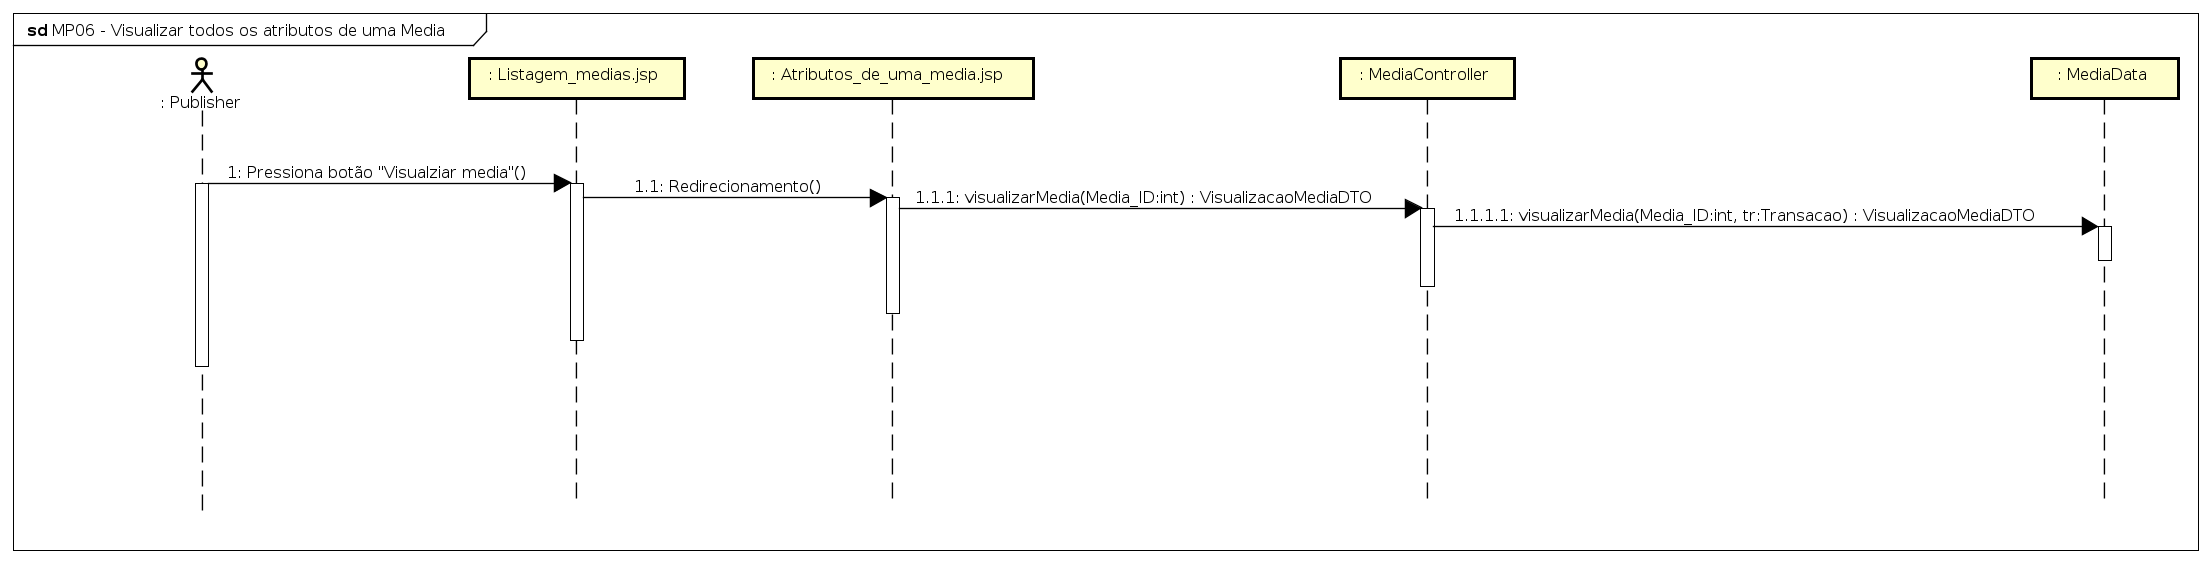 sd MP06 - Visualizar todos os atributos de uma Media
: Publisher
: Listagem_medias.jsp
: Atributos_de_uma_media.jsp
: MediaController
: MediaData
1: Pressiona botão "Visualziar media"()
1.1: Redirecionamento()
1.1.1: visualizarMedia(Media_ID:int) : VisualizacaoMediaDTO
1.1.1.1: visualizarMedia(Media_ID:int, tr:Transacao) : VisualizacaoMediaDTO